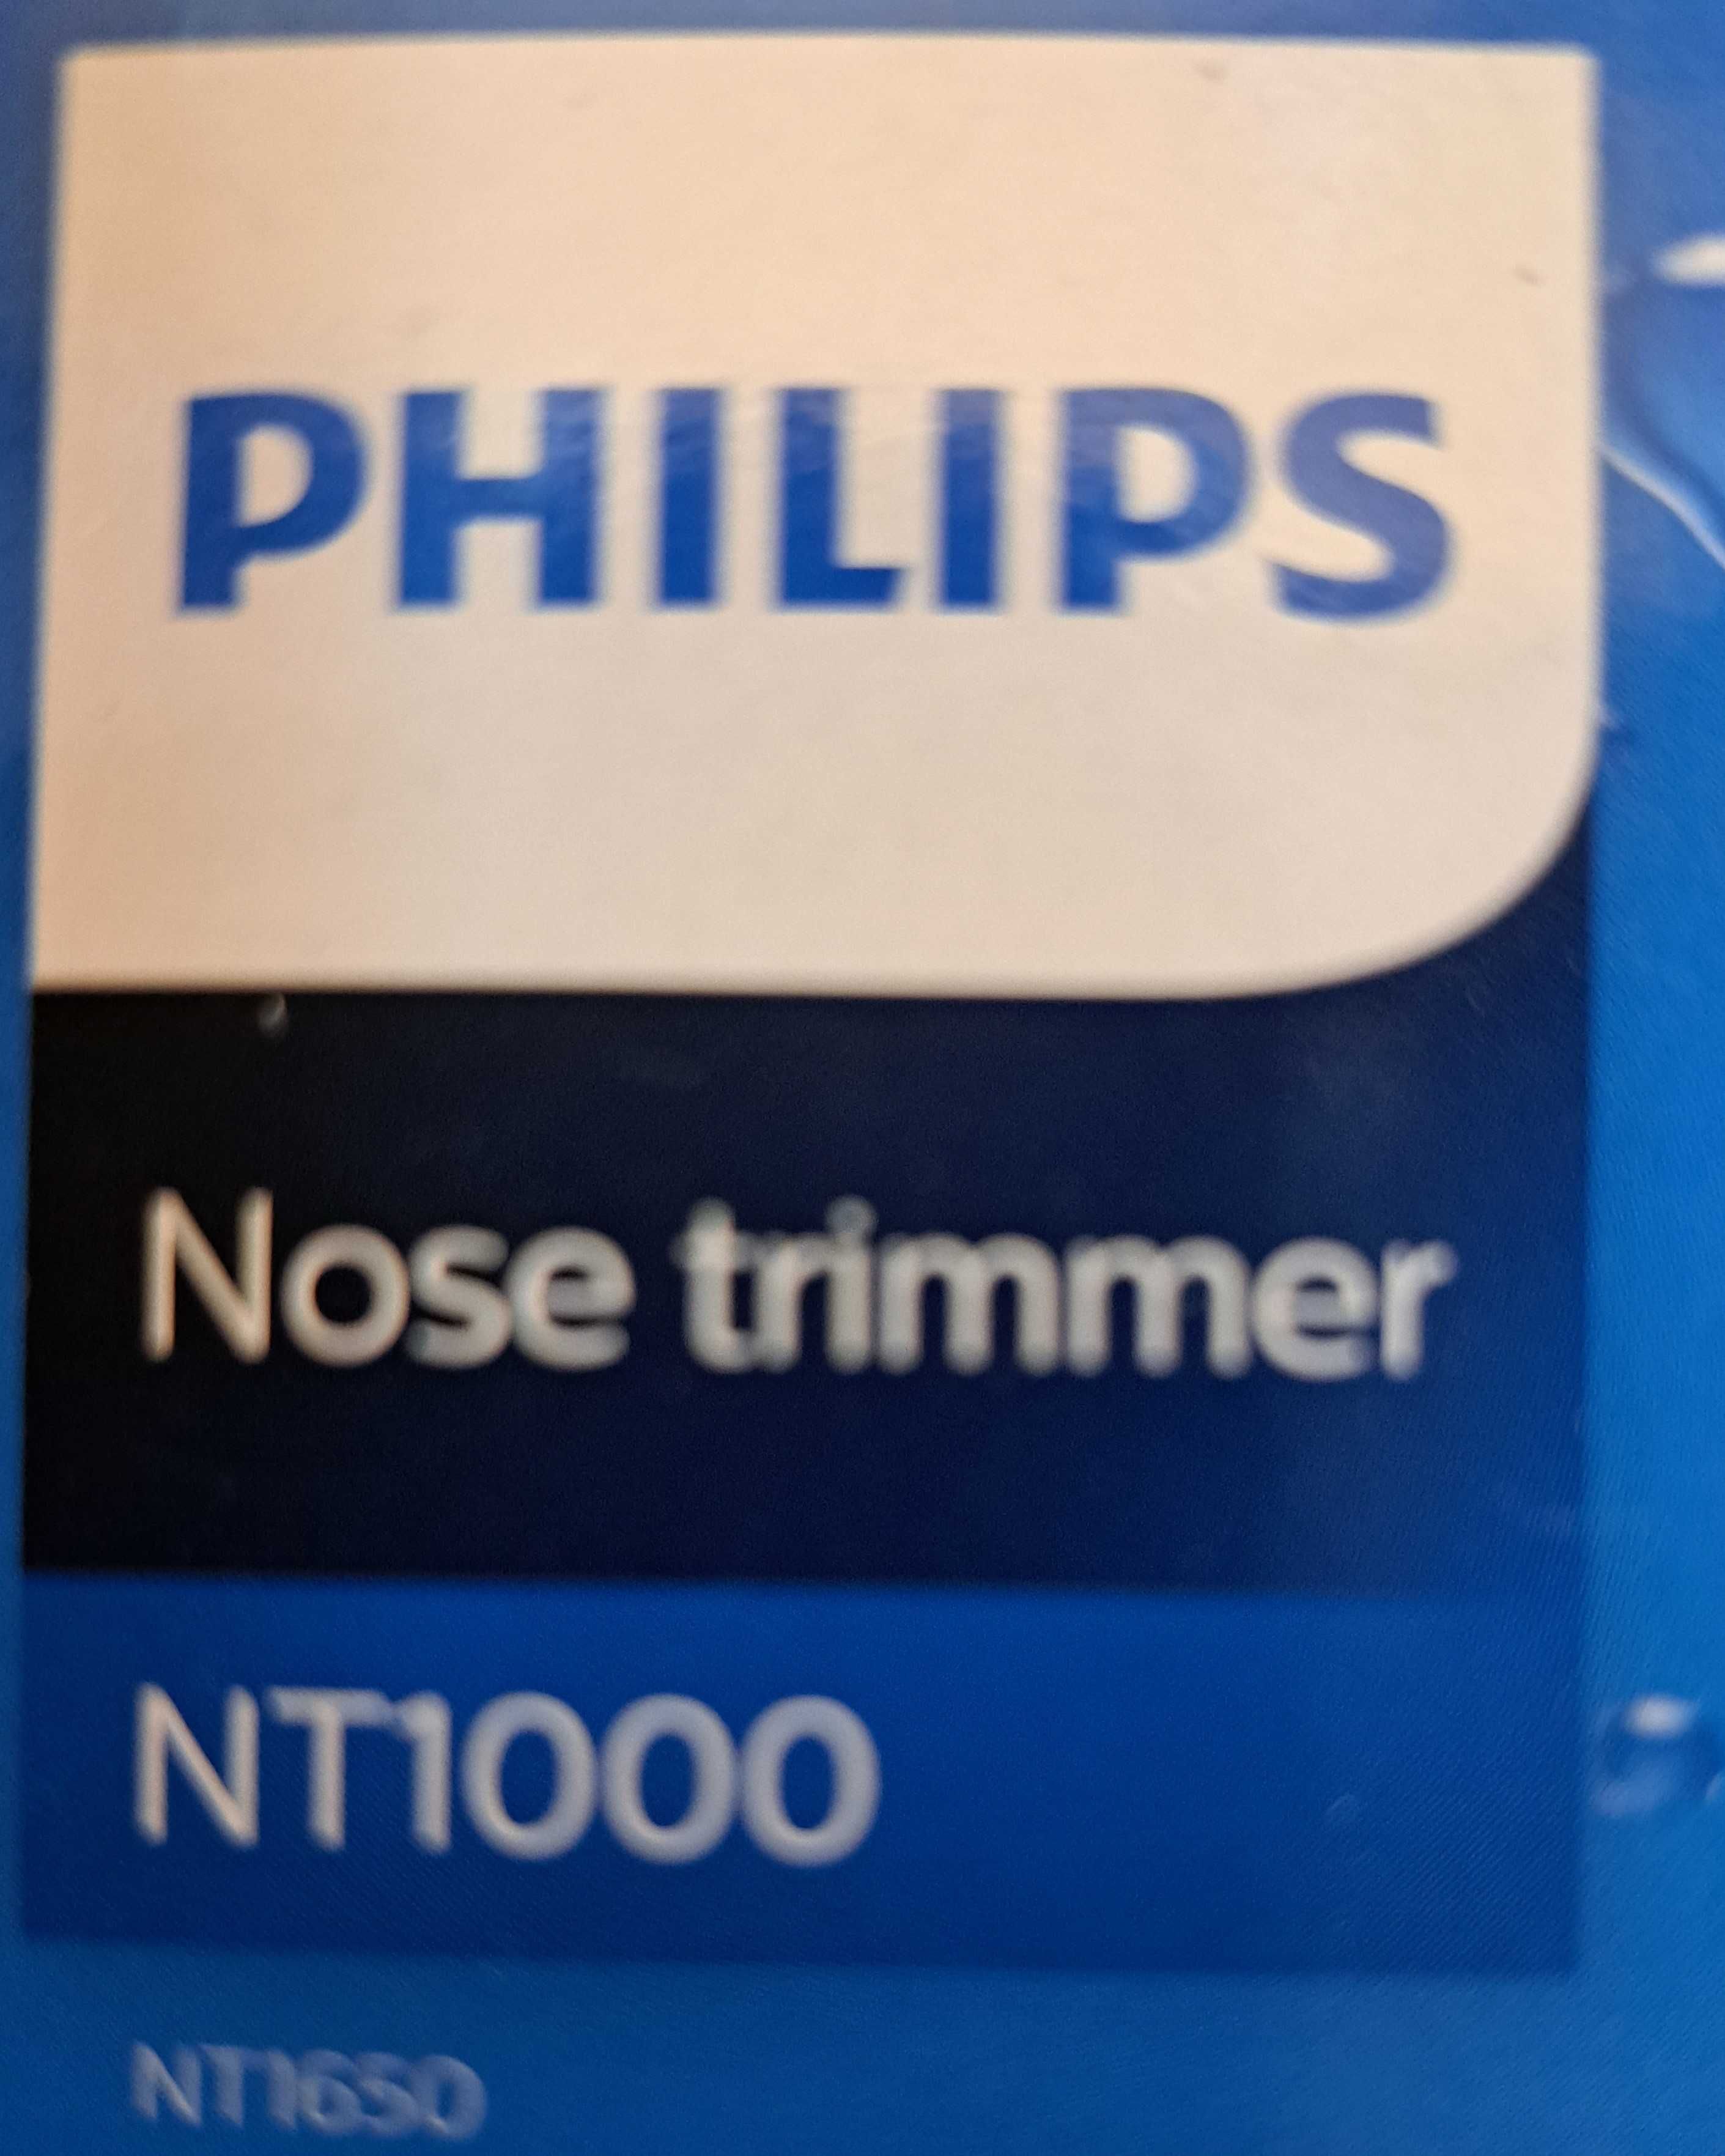 PHILIPS
Nose trimmer
NT1000
NT1650